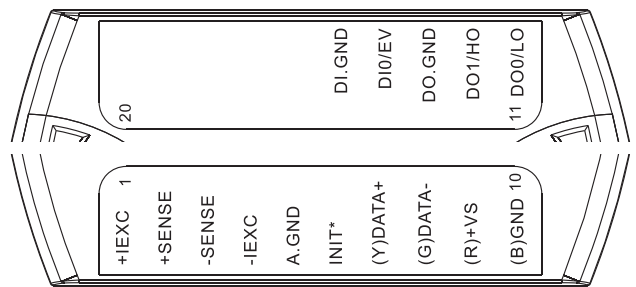 20
DI.GND
DI0/EV
DO.GND
DO1/HO
11 DO0/LO
+IEXC 1
+SENSE
-SENSE
-IEXC
A.GND
INIT*
(Y)DATA+
(G)DATA-
(R)+VS
(B)GND 10